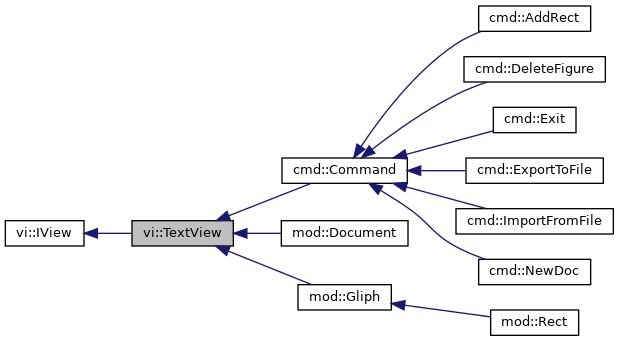 cmd::AddRect
cmd::DeleteFigure
cmd::Exit
cmd::Command
cmd::ExportToFile
cmd::ImportFromFile
vi::IView
vi::TextView
mod::Document
cmd::NewDoc
mod::Gliph
mod::Rect